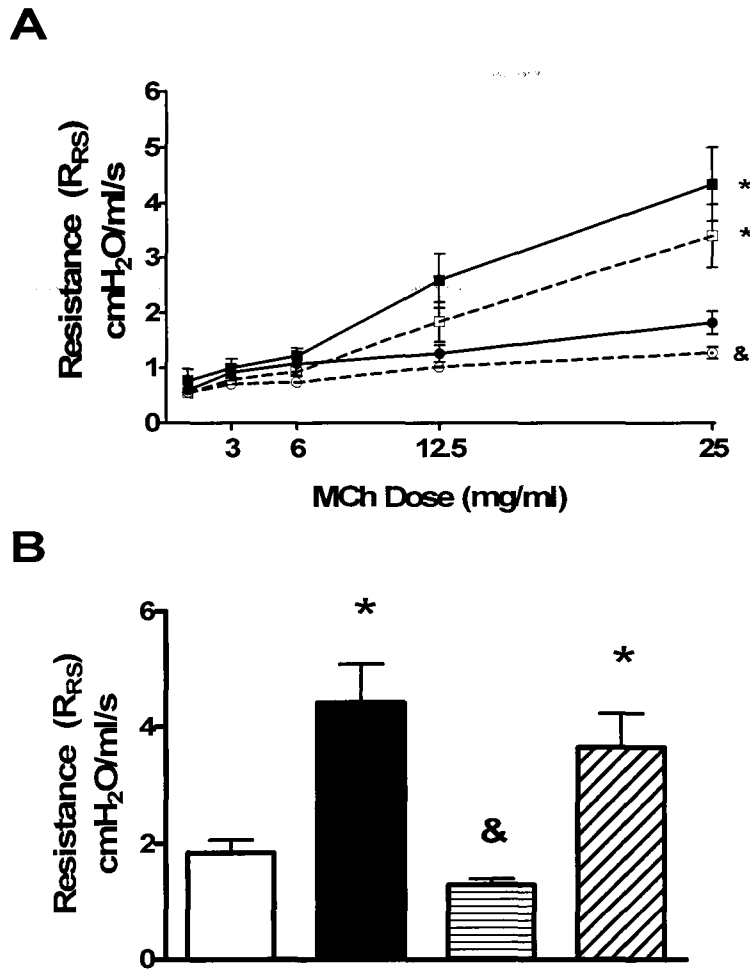 A
Resistance (RRS)
cmH2O/ml/s
6
5
4
3
2
1
0
*
*
&
3 6 12.5 25
MCh Dose (mg/ml)
B
Resistance (RRS)
cmH2O/ml/s
6
4
2
0
*
*
&